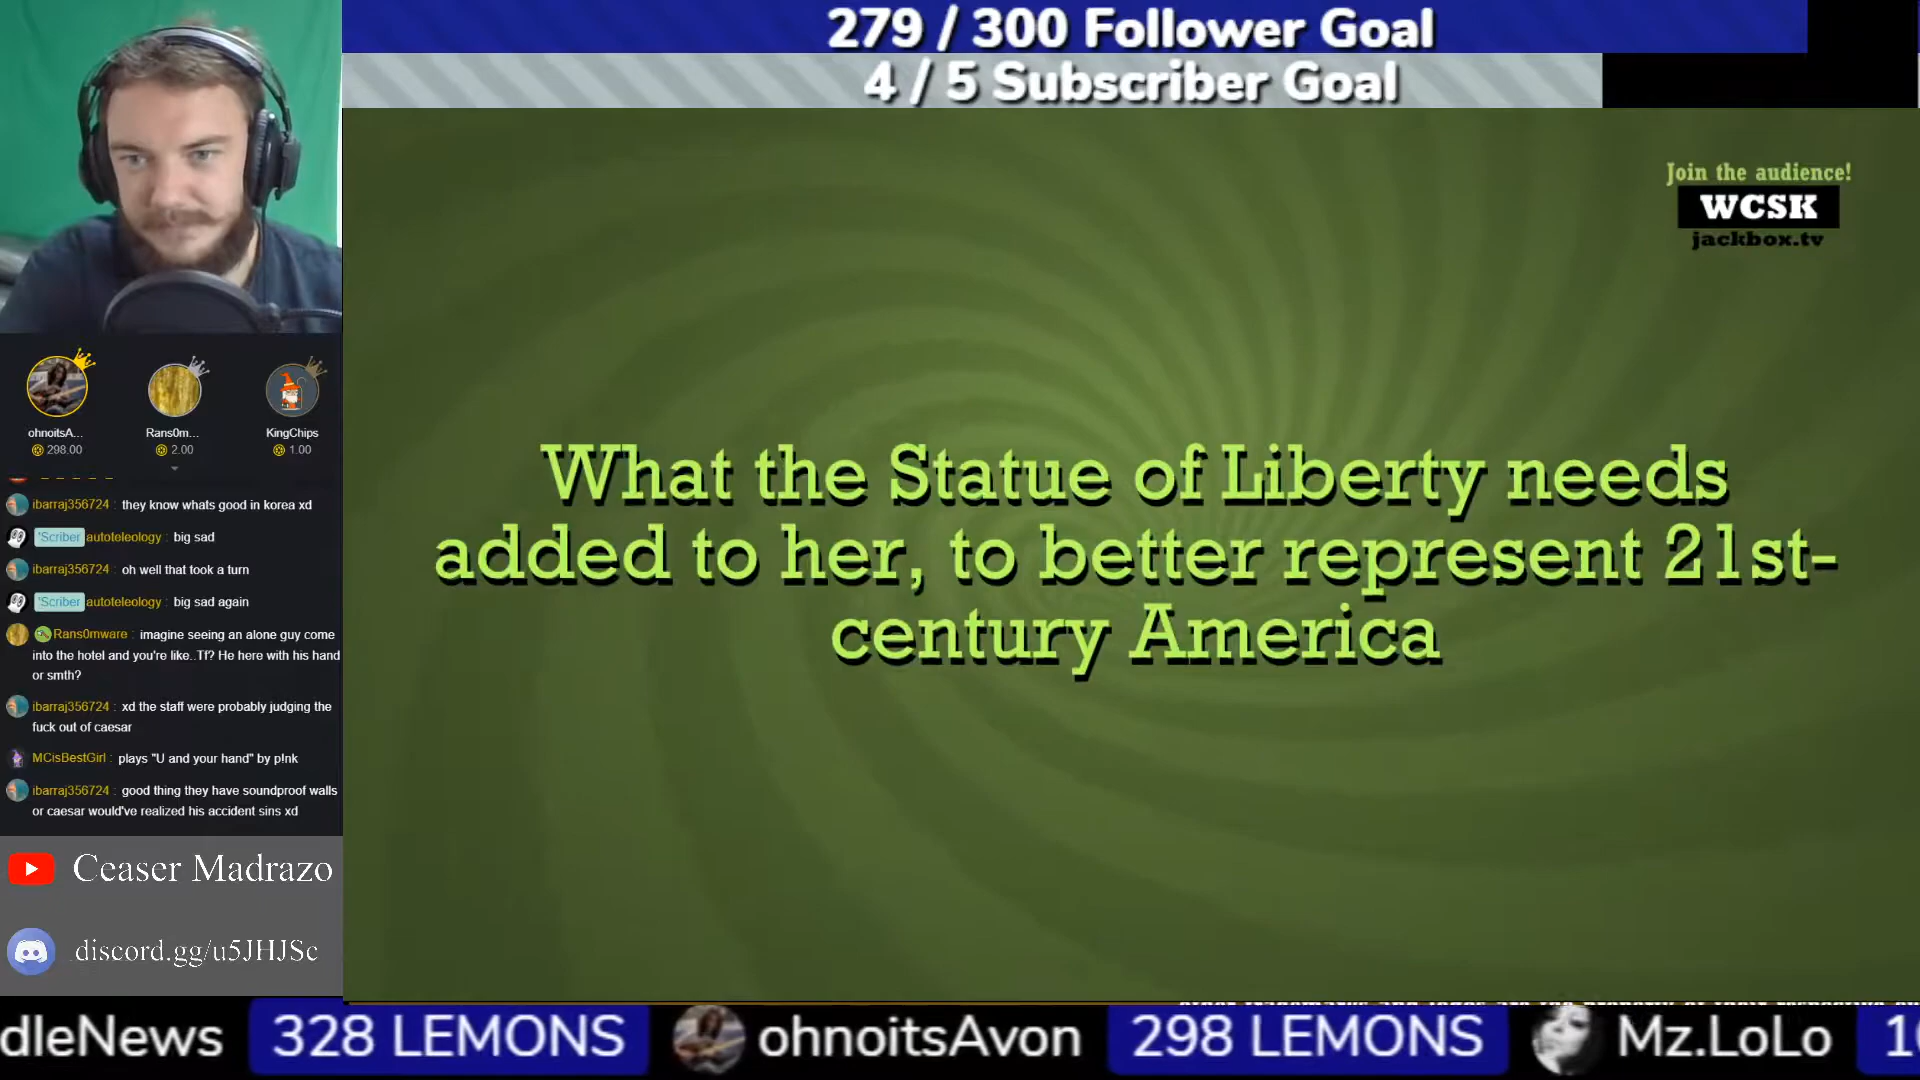 279 / 300 Follower Goal
4 / 5 Subscriber Goal
Join the audience!
WCSK
jackbox.tv
What the Statue of Liberty needs
added to her, to better represent 21st-
century America
ohnoitsA...
298.00
Rans0m...
2.00
KingChips
1.00
ibarraj356724 : they know whats good in korea xd
'Scriber autoteleology : big sad
ibarraj356724 : oh well that took a turn
'Scriber autoteleology : big sad again
Rans0mware : imagine seeing an alone guy come
into the hotel and you're like..Tf? He here with his hand
or smth?
ibarraj356724 : xd the staff were probably judging the
fuck out of caesar
MCisBestGirl : plays "U and your hand" by p!nk
ibarraj356724 : good thing they have soundproof walls
or caesar would've realized his accident sins xd
Ceaser Madrazo
discord.gg/u5JHJSc
dleNews 328 LEMONS ohnoitsAvon 298 LEMONS Mz.LoLo